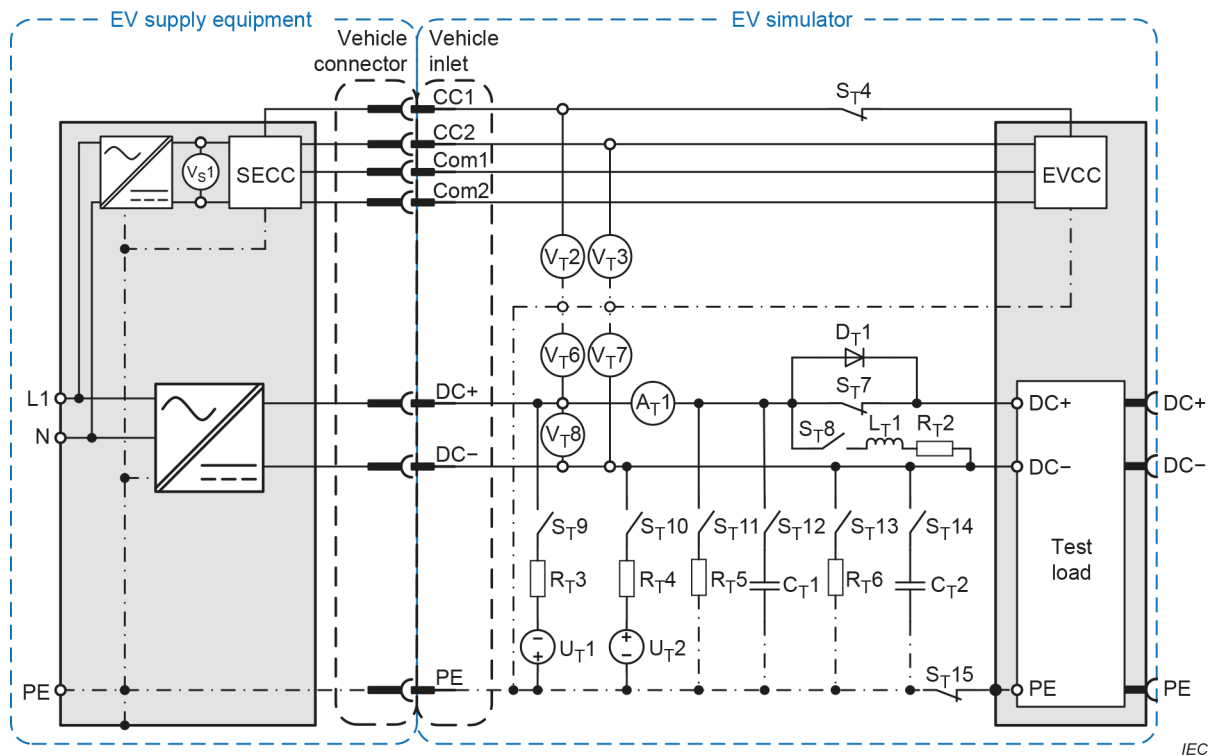 EV supply equipment
EV simulator
Vehicle connector
Vehicle inlet
CC1
CC2
Com1
Com2
ST4
VS1
SECC
EVCC
VT2
VT3
VT6
VT7
DT1
L1
N
DC+
AT1
ST7
DC+
DC+
VT8
ST8
LT1
RT2
DC−
DC−
DC−
ST9
ST10
ST11
ST12
ST13
ST14
Test load
RT3
RT4
RT5
CT1
RT6
CT2
−
+
UT1
+
−
UT2
PE
PE
ST15
PE
PE
IEC